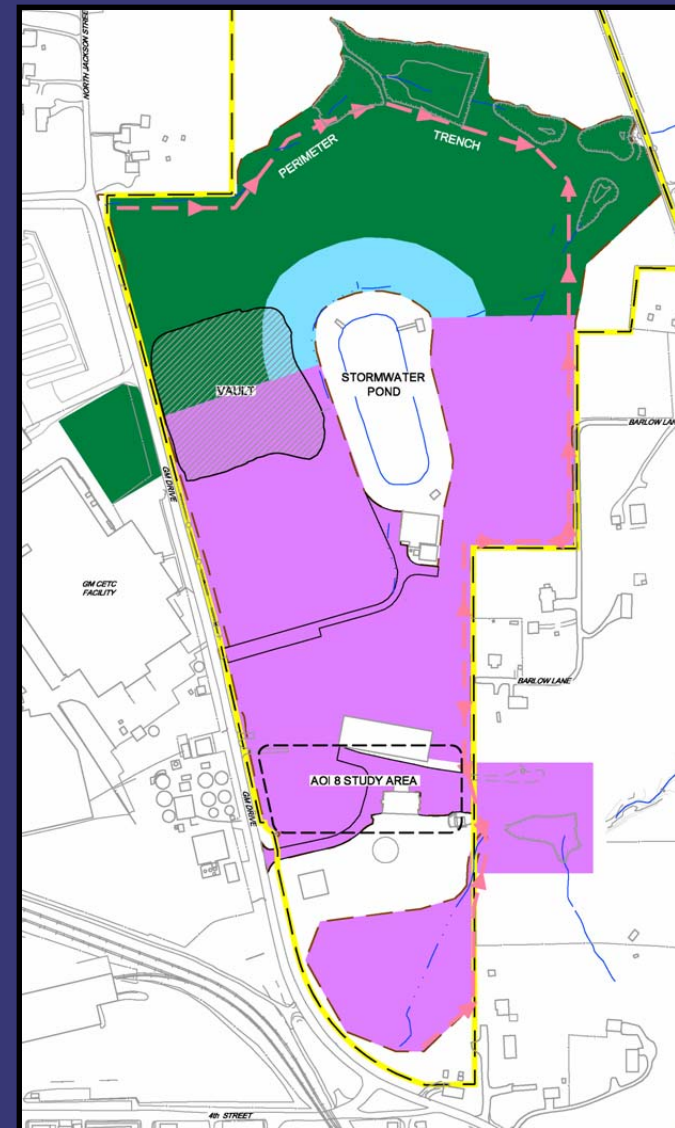 NORTH JACKSON STREET
PERIMETER
TRENCH
VAULT
STORMWATER
POND
BARLOW LANE
GM DRIVE
GM CETC
FACILITY
BARLOW LANE
AOI 8 STUDY AREA
GM DRIVE
4th STREET